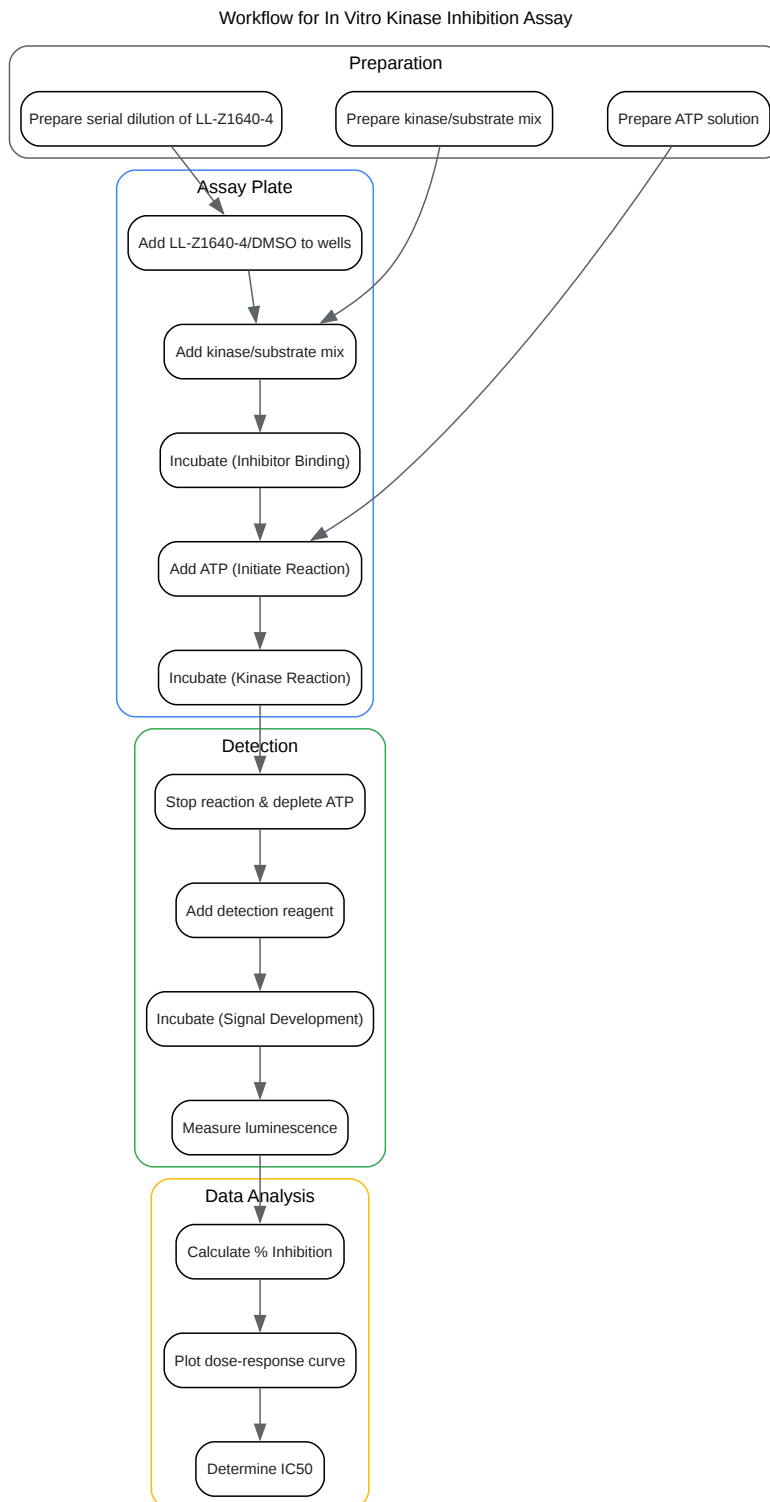 Workflow for In Vitro Kinase Inhibition Assay
Preparation
Prepare serial dilution of LL-Z1640-4
Prepare kinase/substrate mix
Prepare ATP solution
Assay Plate
Add LL-Z1640-4/DMSO to wells
Add kinase/substrate mix
Incubate (Inhibitor Binding)
Add ATP (Initiate Reaction)
Incubate (Kinase Reaction)
Detection
Stop reaction & deplete ATP
Add detection reagent
Incubate (Signal Development)
Measure luminescence
Data Analysis
Calculate % Inhibition
Plot dose-response curve
Determine IC50